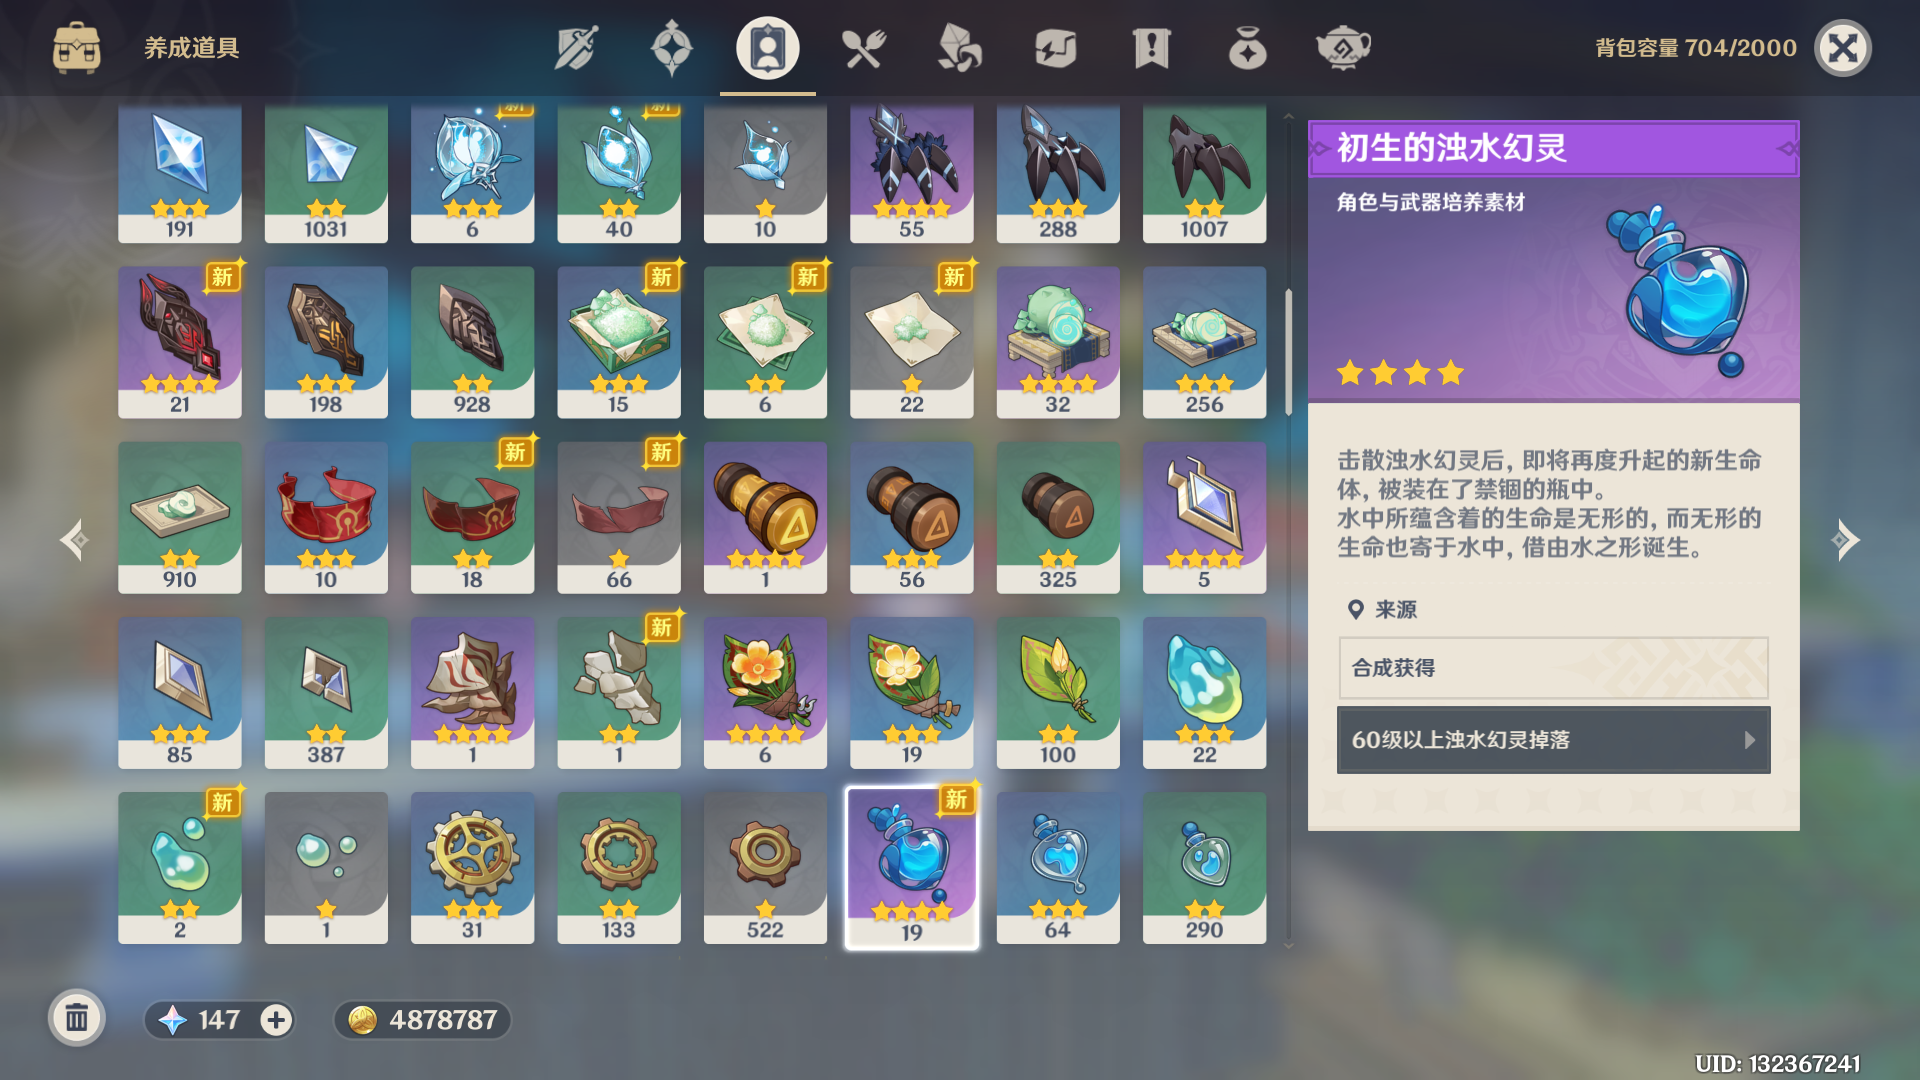 养成道具
背包容量 704/2000
新 新
191 1031 6 40 10 55 288 1007
新 新 新 新
21 198 928 15 6 22 32 256
新 新
910 10 18 66 1 56 325 5
新
85 387 1 1 6 19 100 22
新 新
2 1 31 133 522 19 64 290
初生的浊水幻灵
角色与武器培养素材
击散浊水幻灵后, 即将再度升起的新生命
体, 被装在了禁锢的瓶中。
水中所蕴含着的生命是无形的, 而无形的
生命也寄于水中, 借由水之形诞生。
来源
合成获得
60级以上浊水幻灵掉落
147
4878787
UID: 132367241